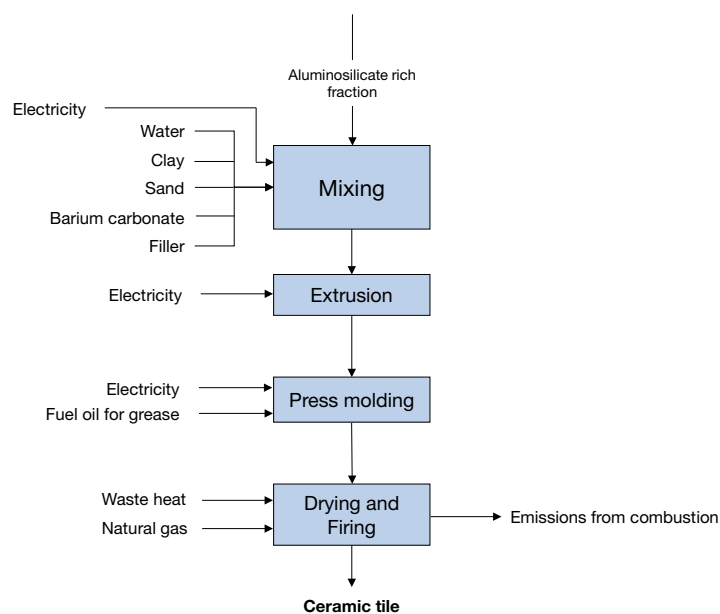 Aluminosilicate rich
fraction
Electricity
Water
Clay
Sand
Barium carbonate
Filler
Mixing
Electricity
Extrusion
Electricity
Fuel oil for grease
Press molding
Waste heat
Natural gas
Drying and
Firing
Emissions from combustion
Ceramic tile